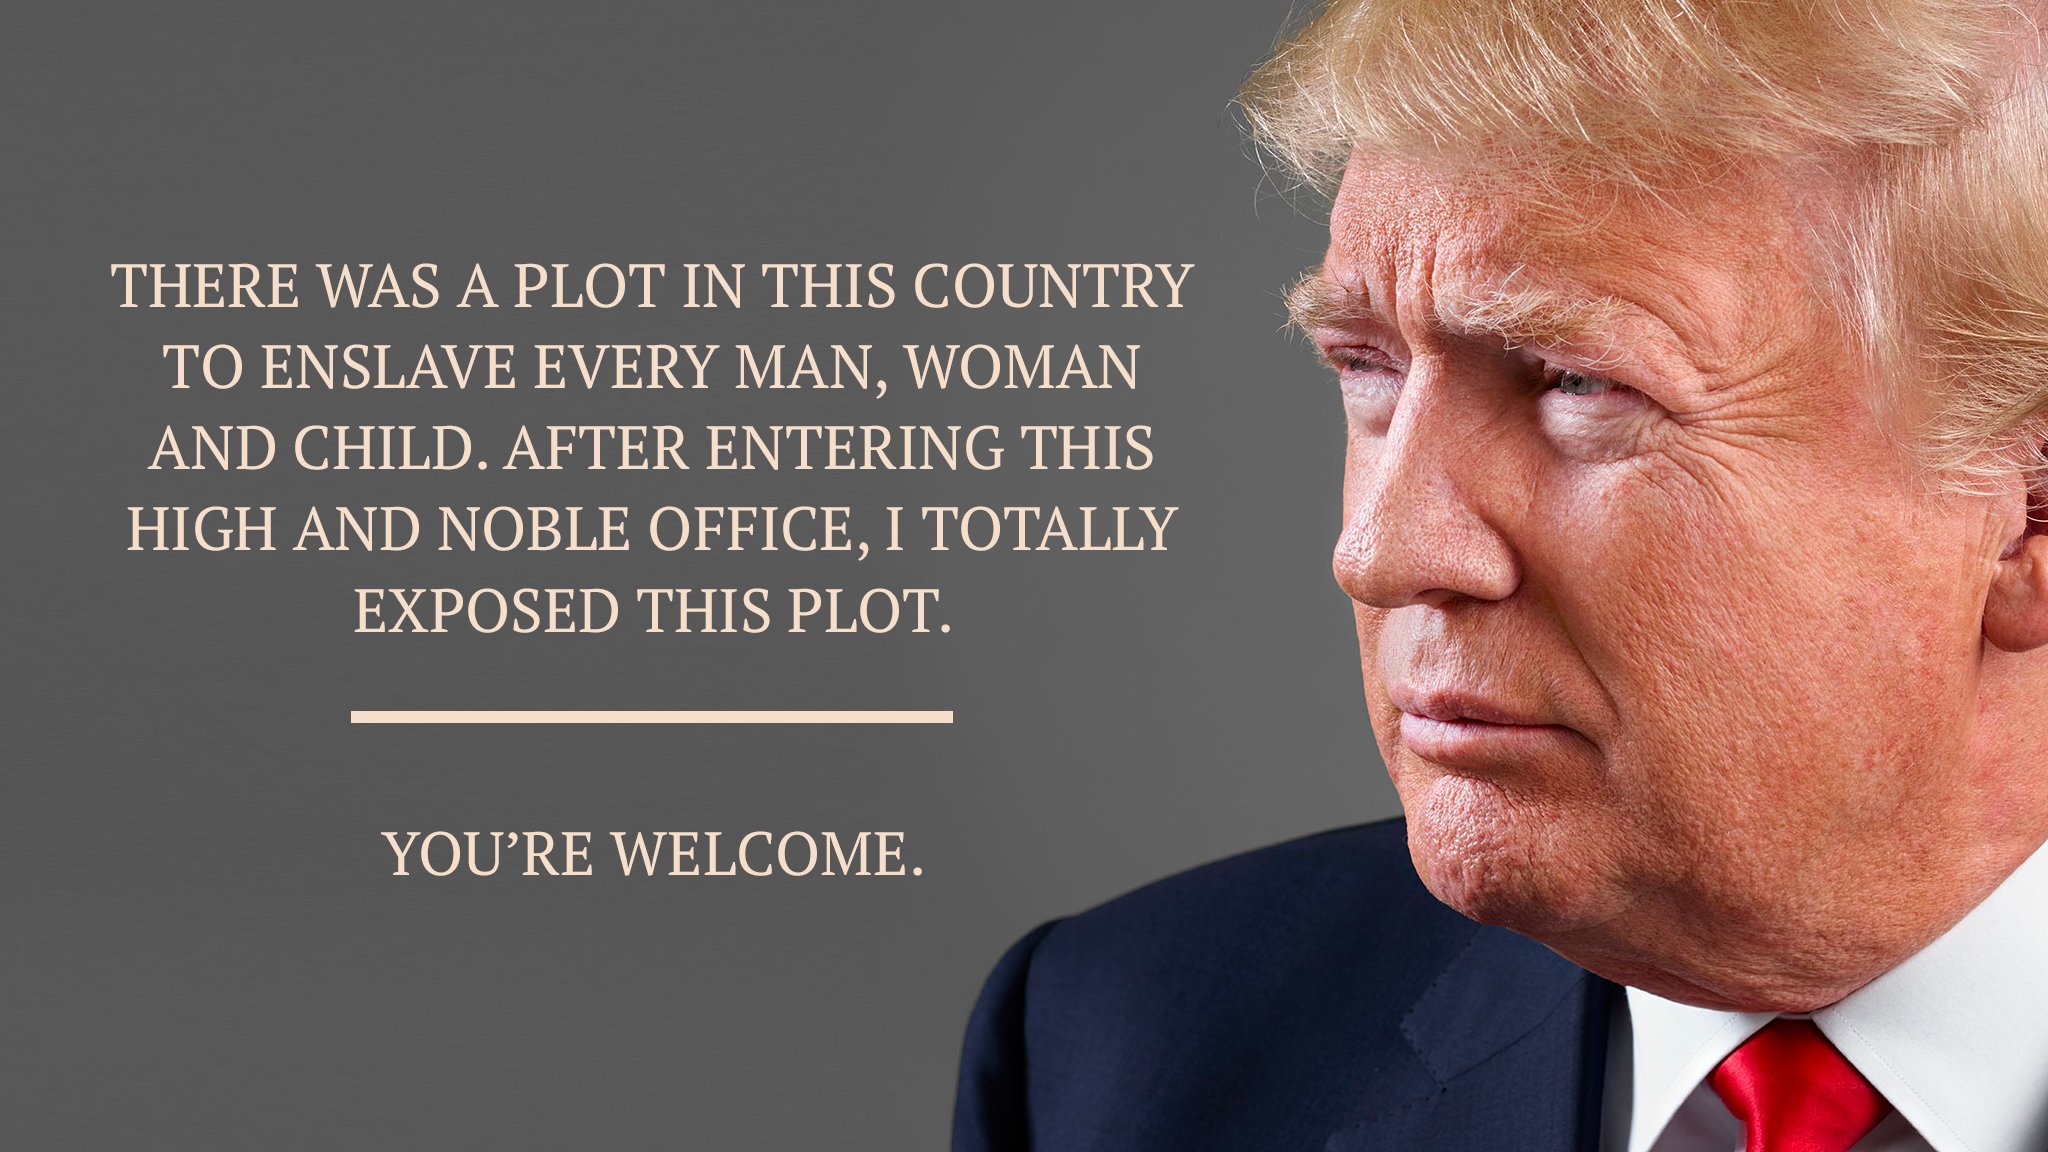 THERE WAS A PLOT IN THIS COUNTRY
TO ENSLAVE EVERY MAN, WOMAN
AND CHILD. AFTER ENTERING THIS
HIGH AND NOBLE OFFICE, I TOTALLY
EXPOSED THIS PLOT.
YOU’RE WELCOME.